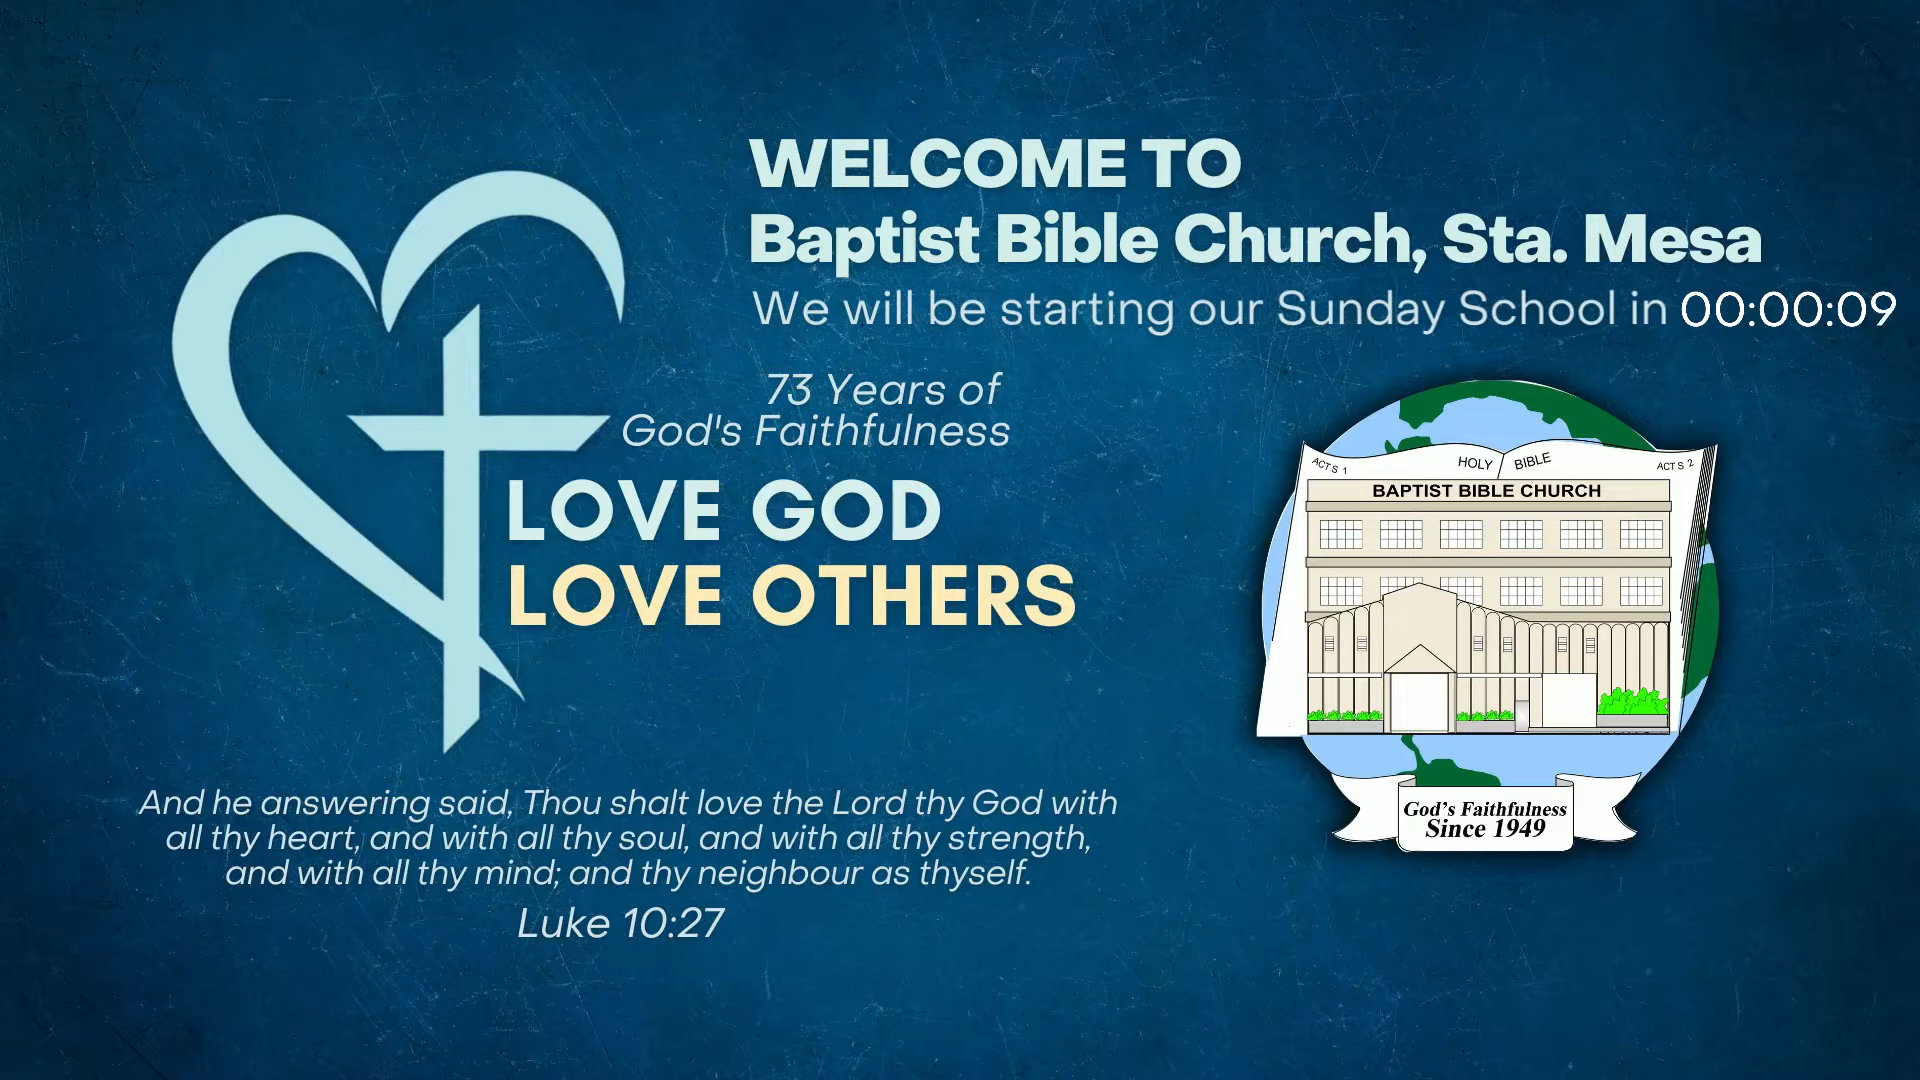 WELCOME TO
Baptist Bible Church, Sta. Mesa
We will be starting our Sunday School in 00:00:09
73 Years of
God's Faithfulness
LOVE GOD
LOVE OTHERS
And he answering said, Thou shalt love the Lord thy God with
all thy heart, and with all thy soul, and with all thy strength,
and with all thy mind; and thy neighbour as thyself.
Luke 10:27
ACTS 1 HOLY BIBLE ACTS 2
BAPTIST BIBLE CHURCH
God's Faithfulness
Since 1949